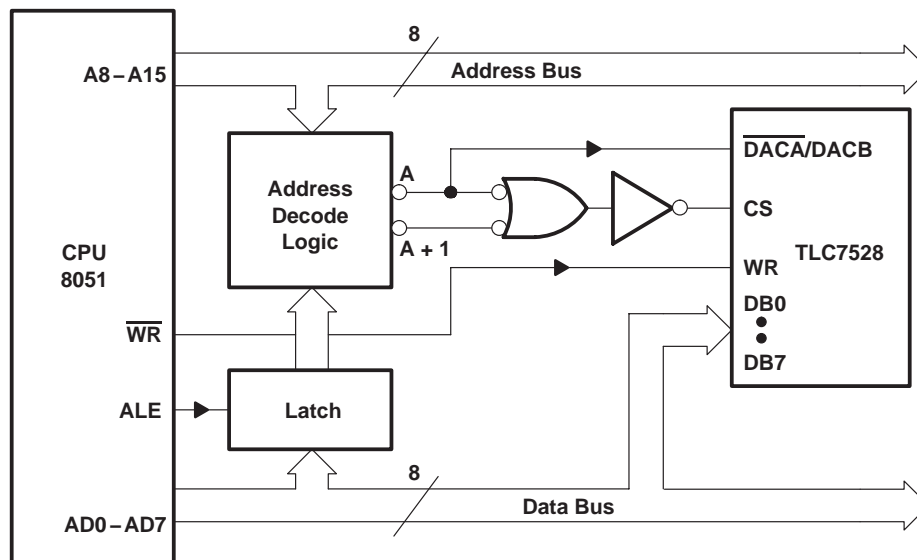 8
A8–A15
Address Bus
DACA/DACB
A
Address
Decode
Logic
CS
CPU
8051
A + 1
TLC7528
WR
DB0
WR
DB7
ALE
Latch
8
Data Bus
AD0–AD7